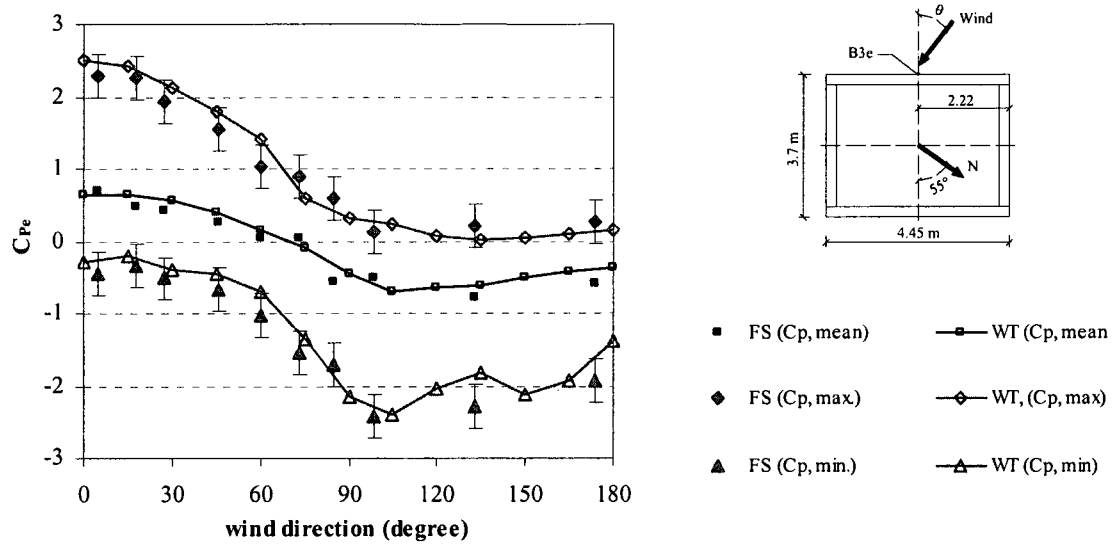 3
2
1
0
-1
-2
-3
C_Pe
0 30 60 90 120 150 180
wind direction (degree)
θ
Wind
B3e
2.22
3.7 m
N
55°
4.45 m
FS (Cp, mean)
WT (Cp, mean
FS (Cp, max.)
WT, (Cp, max)
FS (Cp, min.)
WT (Cp, min)